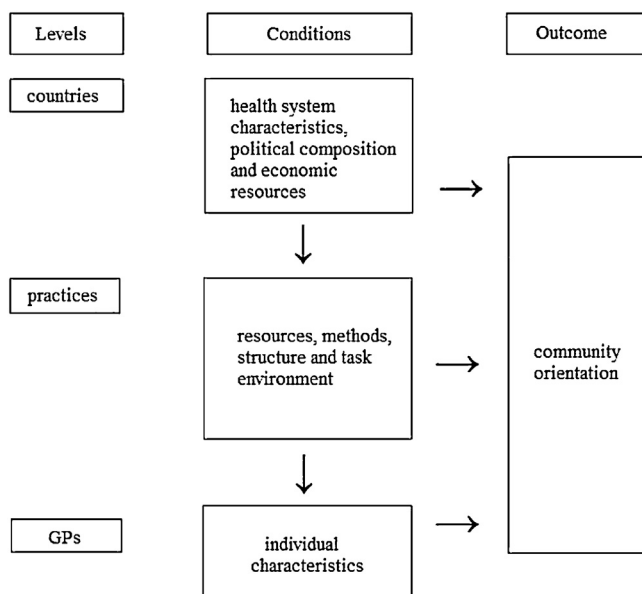 Levels
Conditions
Outcome
countries
health system
characteristics,
political composition
and economic
resources
practices
resources, methods,
structure and task
environment
community
orientation
GPs
individual
characteristics